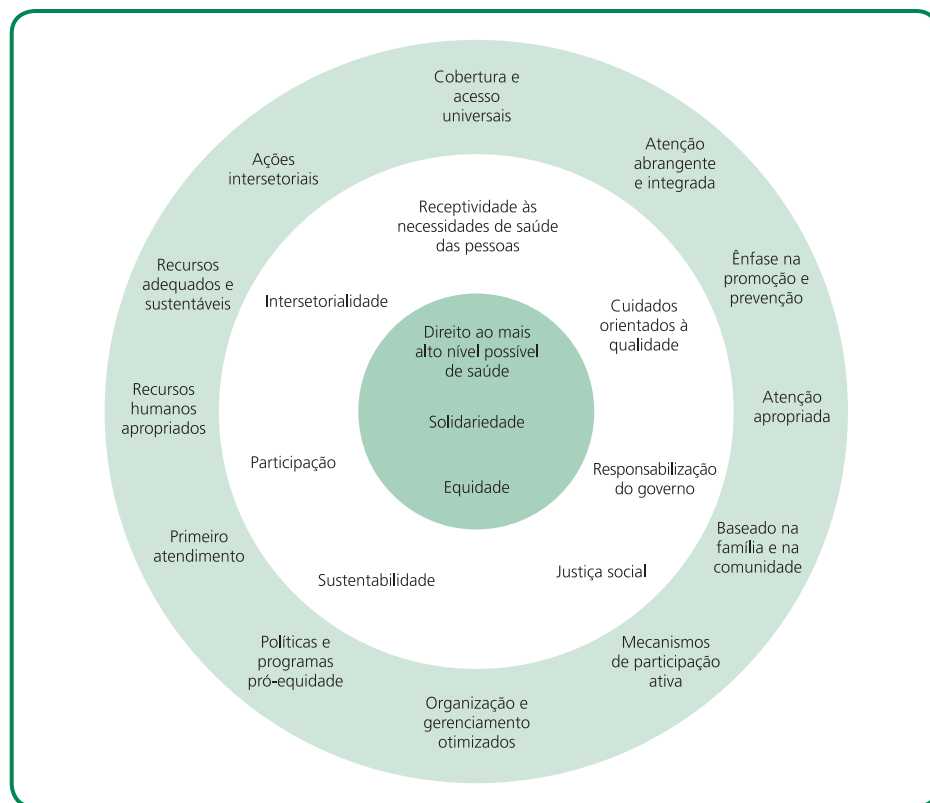 Cobertura e
acesso
universais
Atenção
abrangente
e integrada
Ênfase na
promoção e
prevenção
Atenção
apropriada
Baseado na
família e na
comunidade
Mecanismos
de participação
ativa
Organização e
gerenciamento
otimizados
Políticas e
programas
pró-equidade
Primeiro
atendimento
Recursos
humanos
apropriados
Recursos
adequados e
sustentáveis
Ações
intersetoriais
Receptividade às
necessidades de saúde
das pessoas
Cuidados
orientados à
qualidade
Responsabilização
do governo
Justiça social
Sustentabilidade
Participação
Intersetorialidade
Direito ao mais
alto nível possível
de saúde
Solidariedade
Equidade